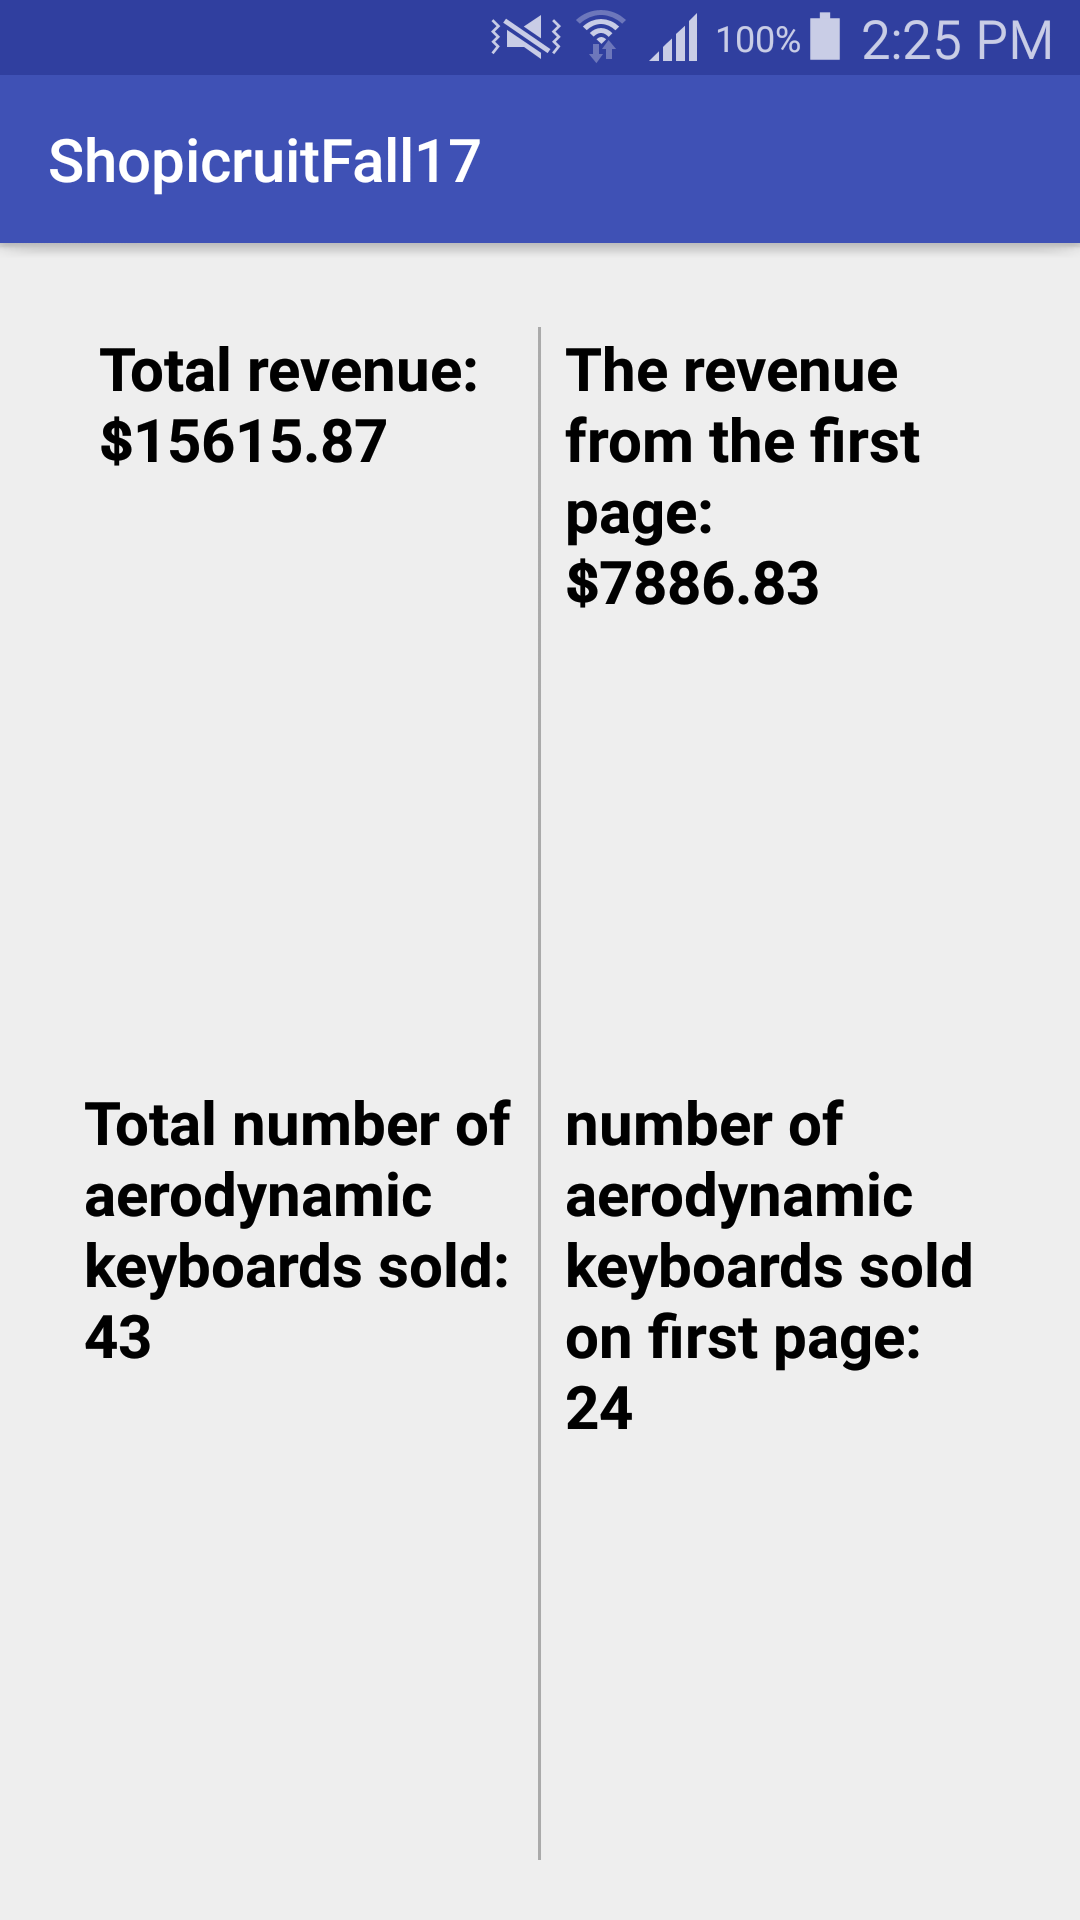 100% 2:25 PM
ShopicruitFall17
Total revenue:
$15615.87
The revenue
from the first
page:
$7886.83
Total number of
aerodynamic
keyboards sold:
43
number of
aerodynamic
keyboards sold
on first page:
24